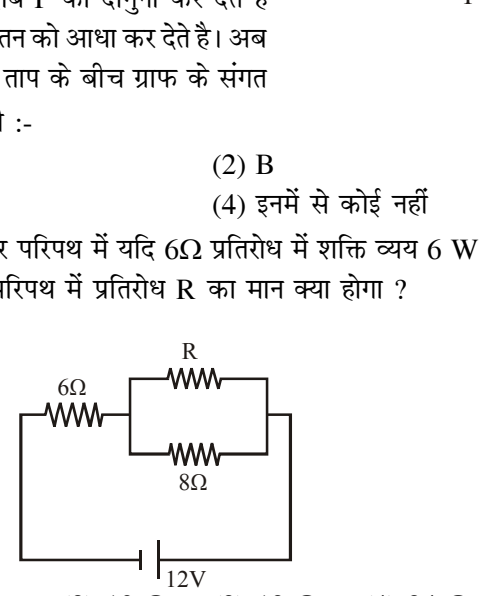 तन को आधा कर देते है। अब
ताप के बीच ग्राफ के संगत
:-
(2) B
(4) इनमें से कोई नहीं
र परिपथ में यदि 6Ω प्रतिरोध में शक्ति व्यय 6 W
परिपथ में प्रतिरोध R का मान क्या होगा ?
R
6Ω
8Ω
12V